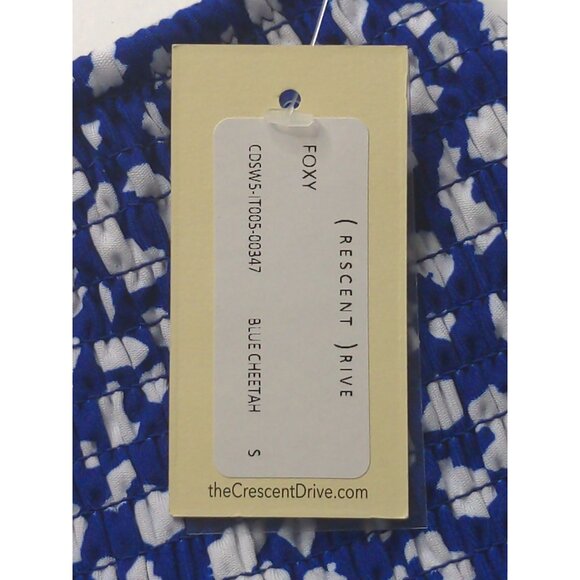 ( RESCENT )RIVE
FOXY
CDSW5-IT005-00347 BLUE CHEETAH S
theCrescentDrive.com